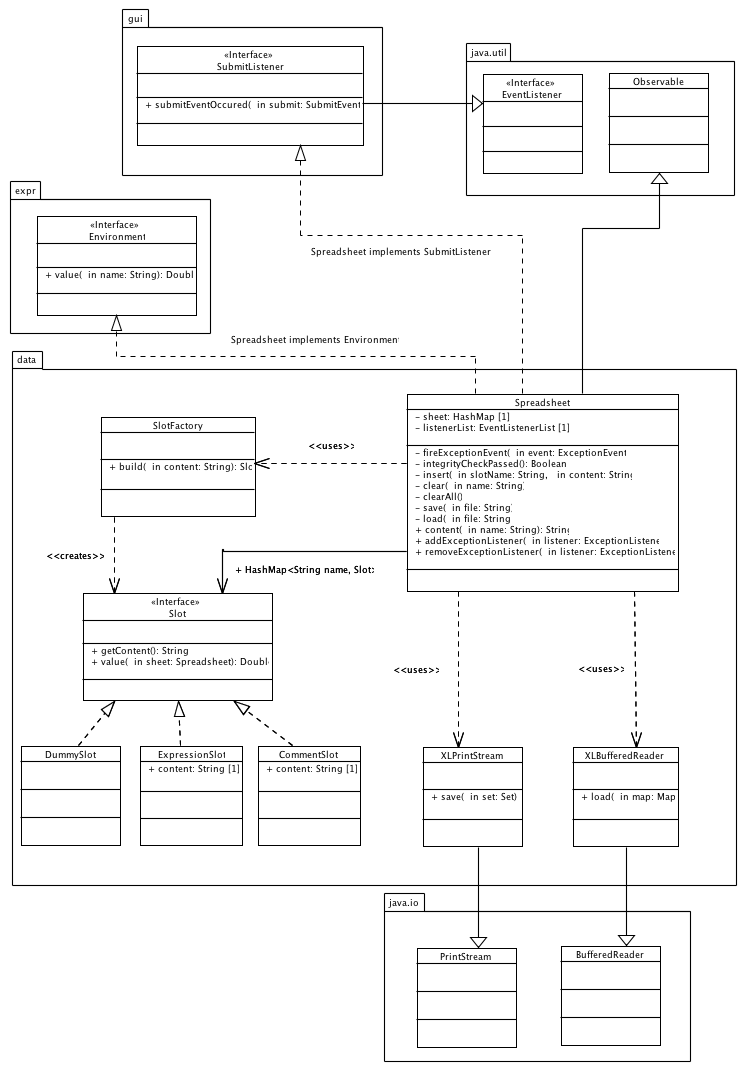 gui
«Interface»
SubmitListener
+ submitEventOccured( in submit: SubmitEvent
java.util
«Interface»
EventListener
Observable
expr
«Interface»
Environment
+ value( in name: String): Doubl
Spreadsheet implements SubmitListener
Spreadsheet implements Environment
data
SlotFactory
+ build( in content: String): Slo
<<uses>>
Spreadsheet
- sheet: HashMap [1]
- listenerList: EventListenerList [1]
- fireExceptionEvent( in event: ExceptionEvent
- integrityCheckPassed(): Boolean
- insert( in slotName: String, in content: String
- clear( in name: String)
- clearAll()
- save( in file: String)
- load( in file: String
+ content( in name: String): String
+ addExceptionListener( in listener: ExceptionListene
+ removeExceptionListener( in listener: ExceptionListene
<<creates>>
+ HashMap<String name, Slot>
«Interface»
Slot
+ getContent(): String
+ value( in sheet: Spreadsheet): Double
<<uses>>
<<uses>>
DummySlot
ExpressionSlot
+ content: String [1]
CommentSlot
+ content: String [1]
XLPrintStream
+ save( in set: Set)
XLBufferedReader
+ load( in map: Map
java.io
PrintStream
BufferedReader